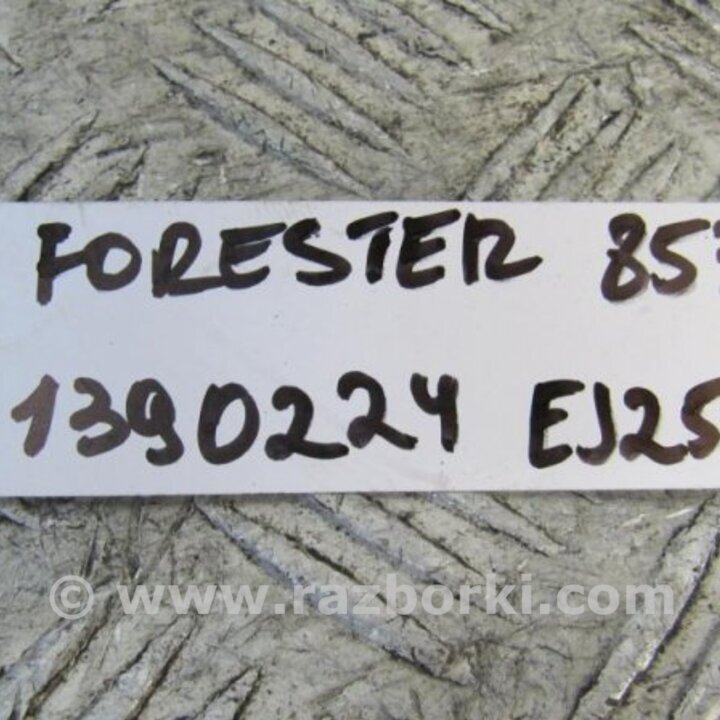 FORESTER 85
1390224 EJ25
© www.razborki.com